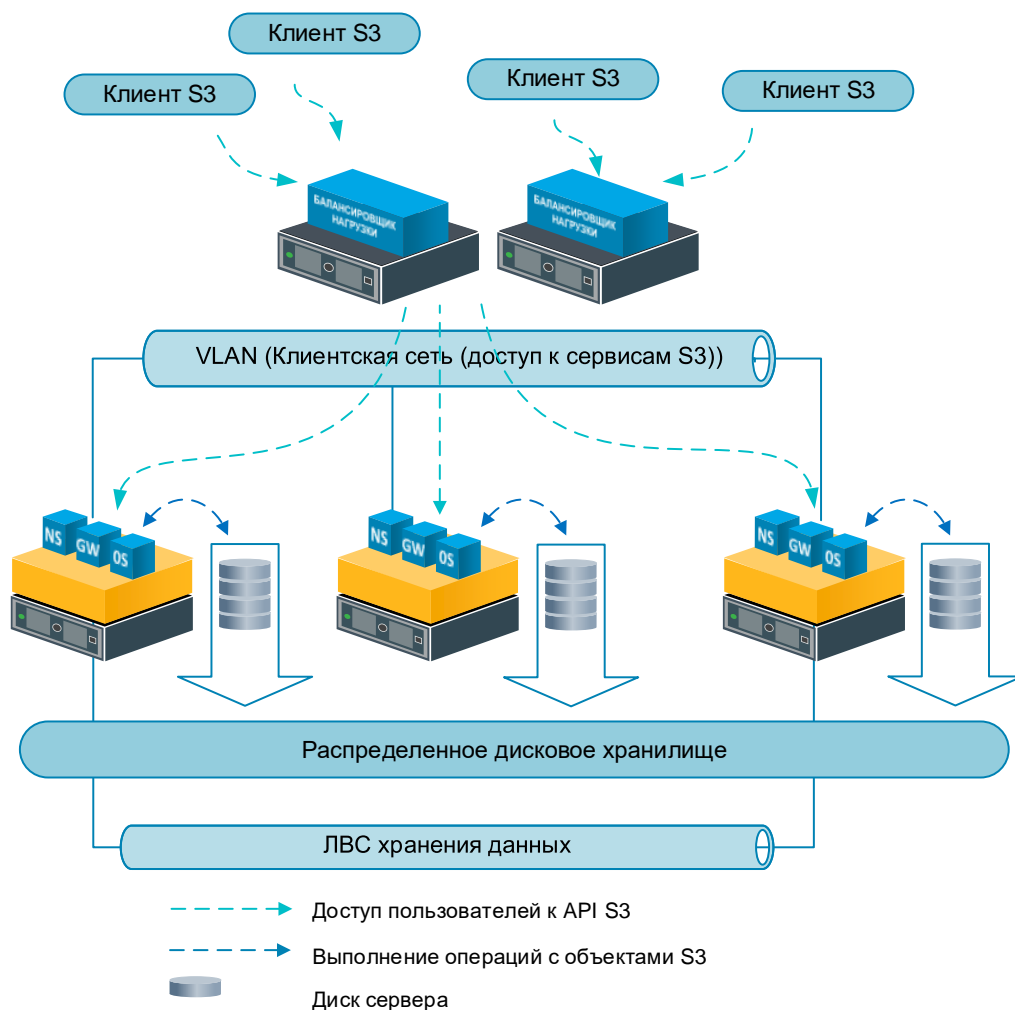 Клиент S3
Клиент S3
Клиент S3
Клиент S3
БАЛАНСИРОВЩИК
НАГРУЗКИ
БАЛАНСИРОВЩИК
НАГРУЗКИ
VLAN (Клиентская сеть (доступ к сервисам S3))
NS
GW
OS
NS
GW
OS
NS
GW
OS
Распределенное дисковое хранилище
ЛВС хранения данных
Доступ пользователей к API S3
Выполнение операций с объектами S3
Диск сервера